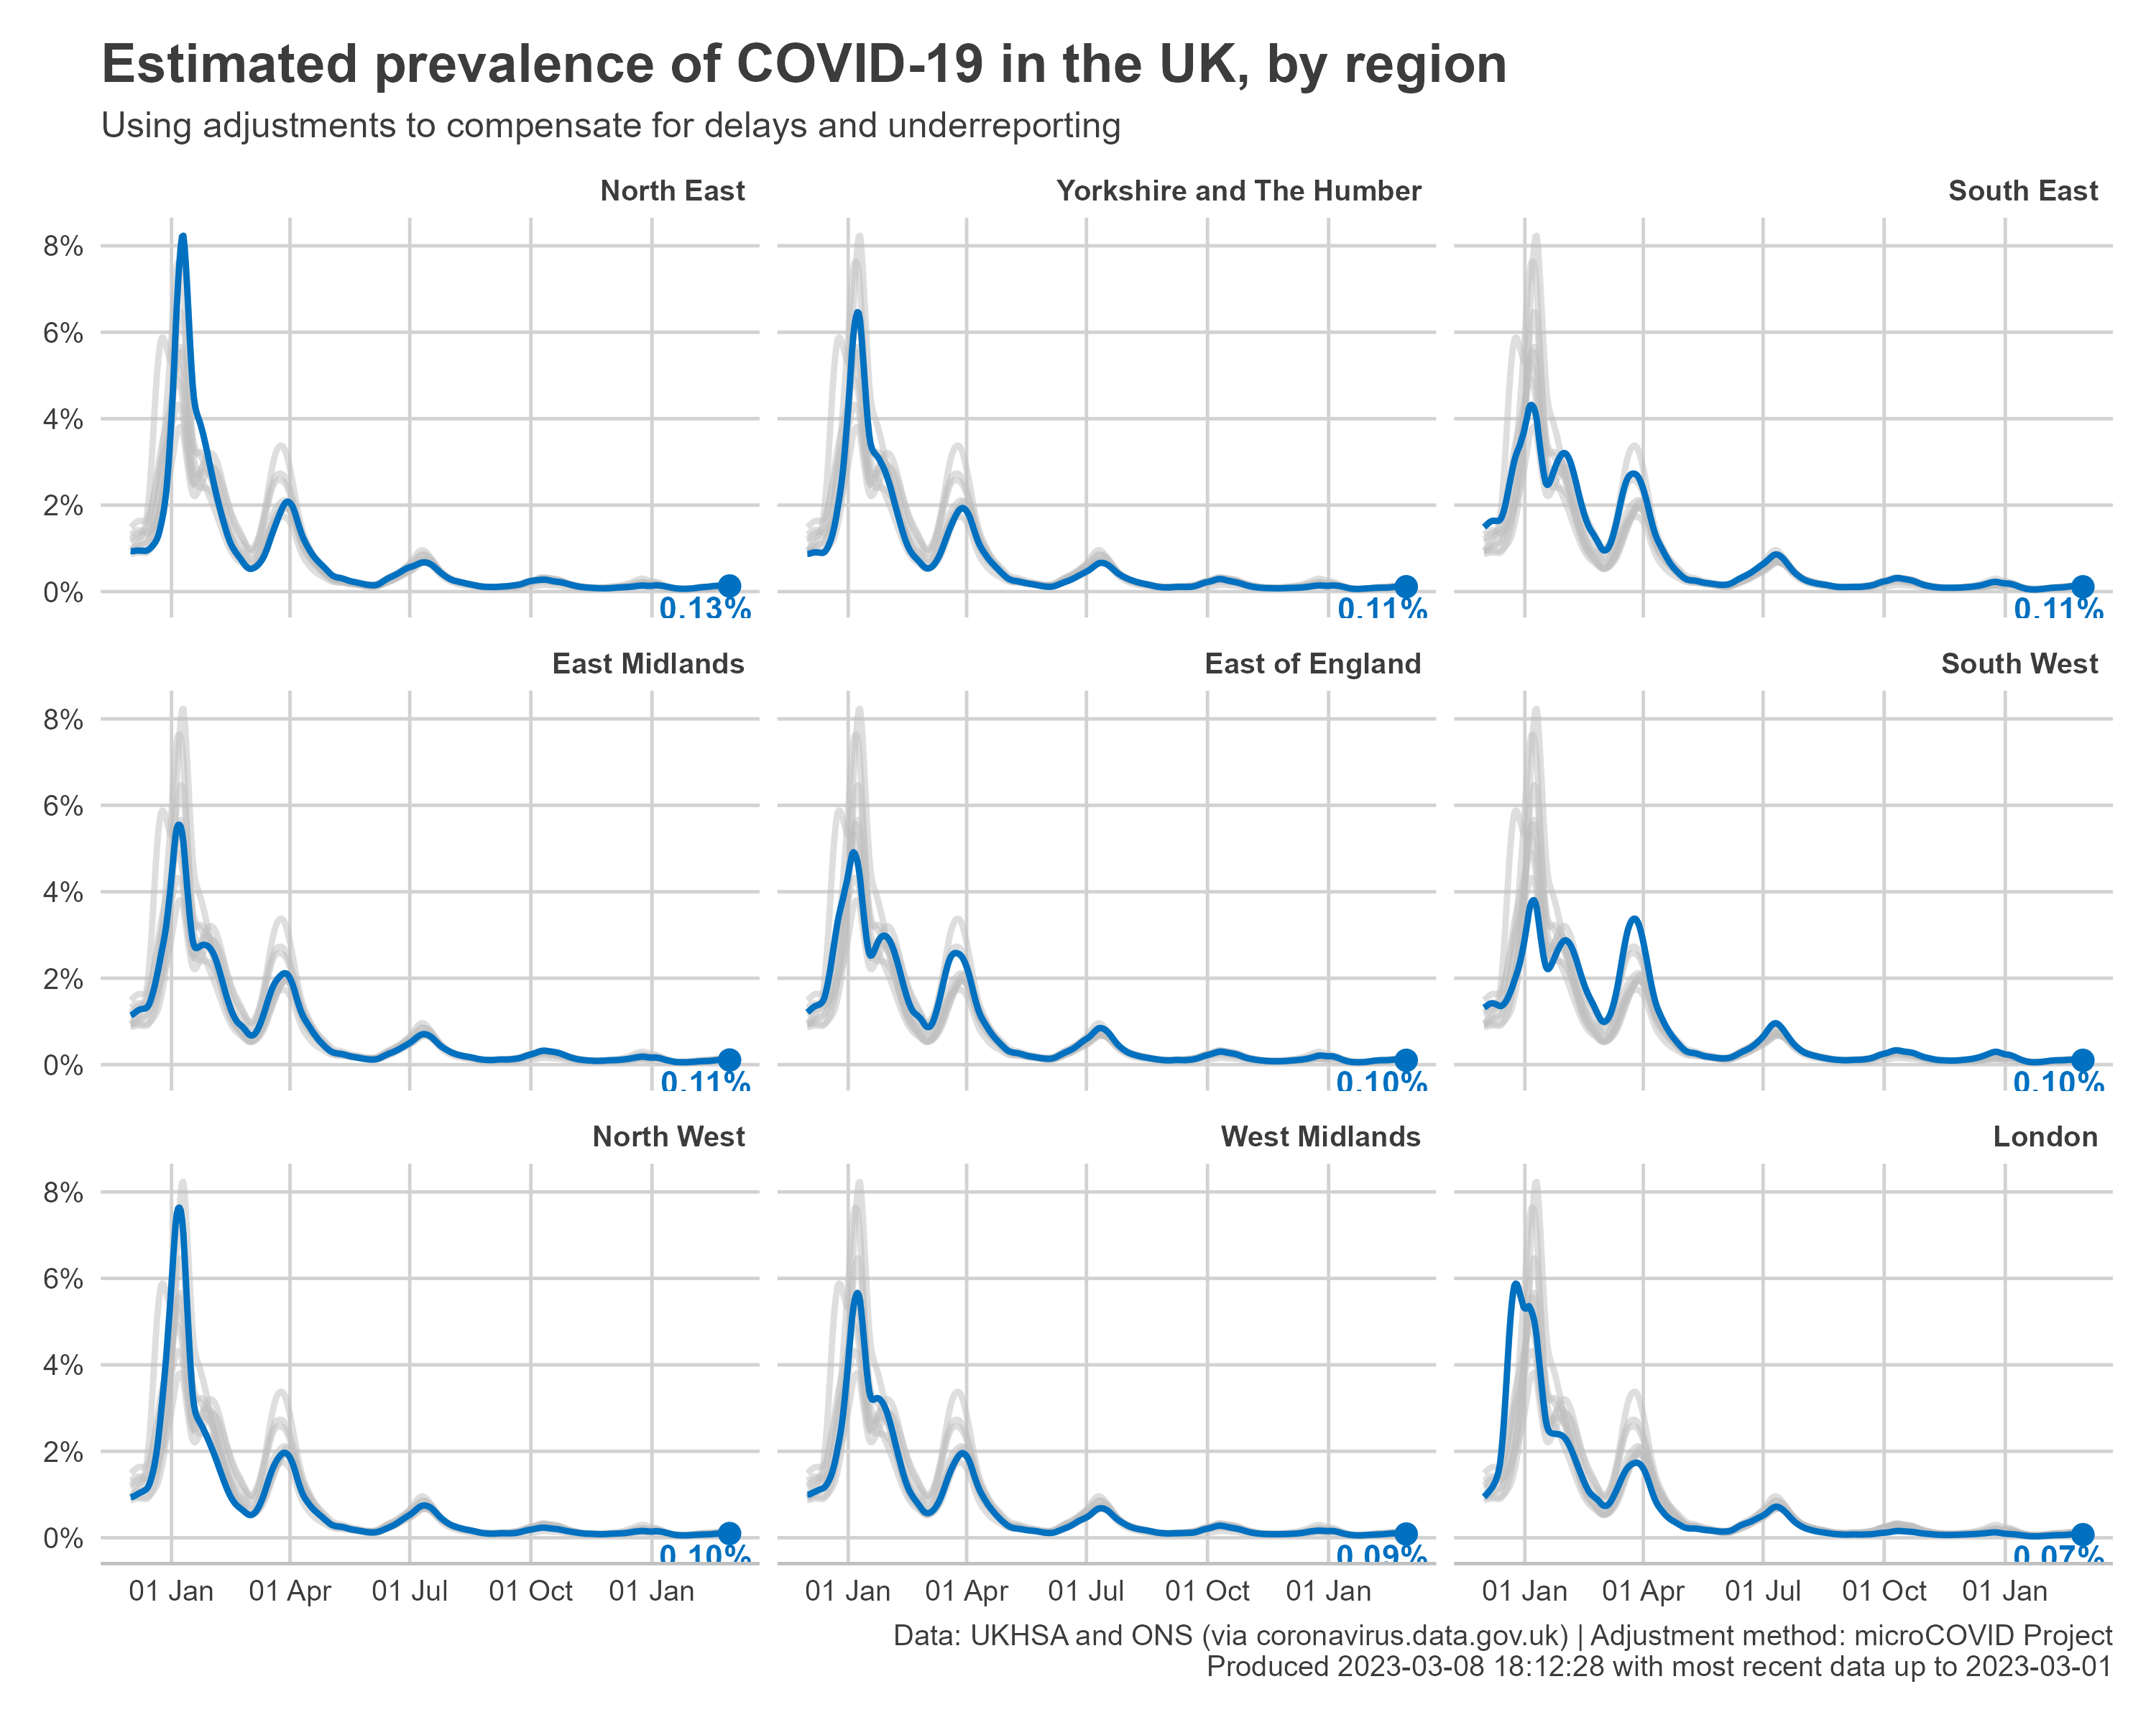 Estimated prevalence of COVID-19 in the UK, by region
Using adjustments to compensate for delays and underreporting
North East
Yorkshire and The Humber
South East
8%
6%
4%
2%
0%
0.13%
0.11%
0.11%
East Midlands
East of England
South West
8%
6%
4%
2%
0%
0.11%
0.10%
0.10%
North West
West Midlands
London
8%
6%
4%
2%
0%
0.10%
0.09%
0.07%
01 Jan 01 Apr 01 Jul 01 Oct 01 Jan
01 Jan 01 Apr 01 Jul 01 Oct 01 Jan
01 Jan 01 Apr 01 Jul 01 Oct 01 Jan
Data: UKHSA and ONS (via coronavirus.data.gov.uk) | Adjustment method: microCOVID Project
Produced 2023-03-08 18:12:28 with most recent data up to 2023-03-01